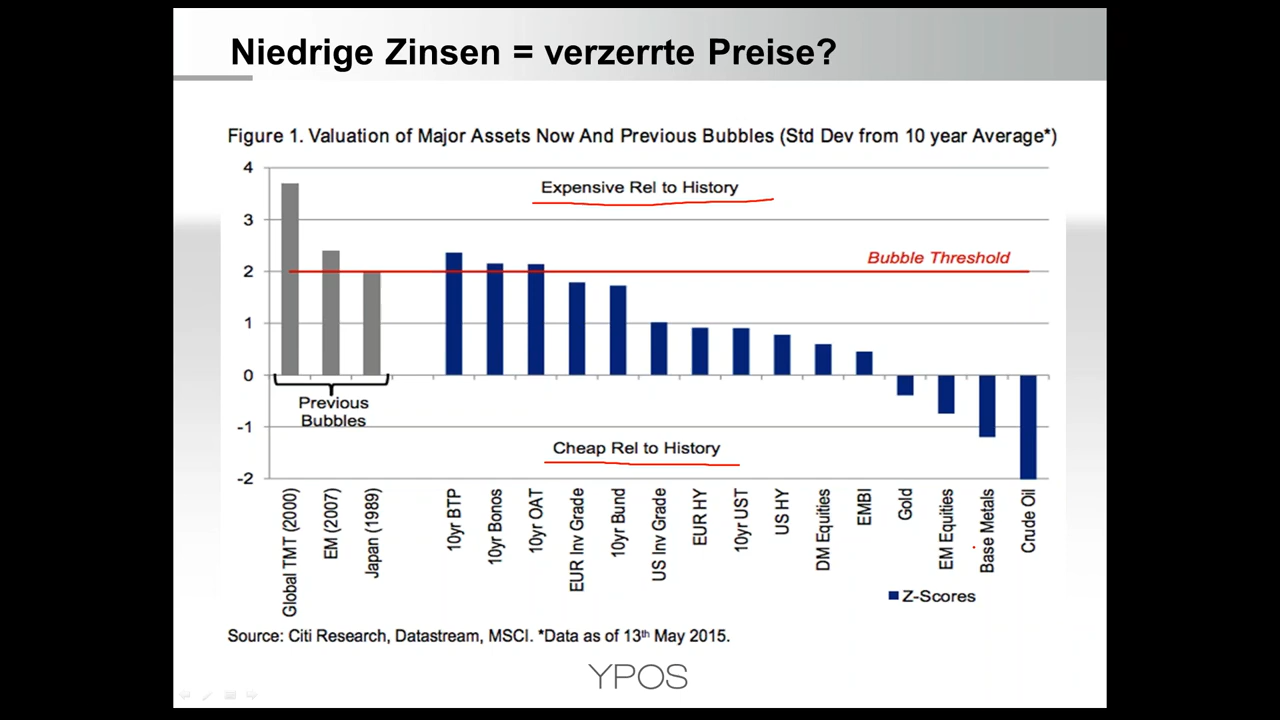 Niedrige Zinsen = verzerrte Preise?
Figure 1. Valuation of Major Assets Now And Previous Bubbles (Std Dev from 10 year Average*)
4
3
2
1
0
-1
-2
Expensive Rel to History
Bubble Threshold
Previous
Bubbles
Cheap Rel to History
Global TMT (2000)
EM (2007)
Japan (1989)
10yr BTP
10yr Bonos
10yr OAT
EUR Inv Grade
10yr Bund
US Inv Grade
EUR HY
10yr UST
US HY
DM Equities
EMBI
Gold
EM Equities
Base Metals
Crude Oil
Z-Scores
Source: Citi Research, Datastream, MSCI. *Data as of 13th May 2015.
YPOS